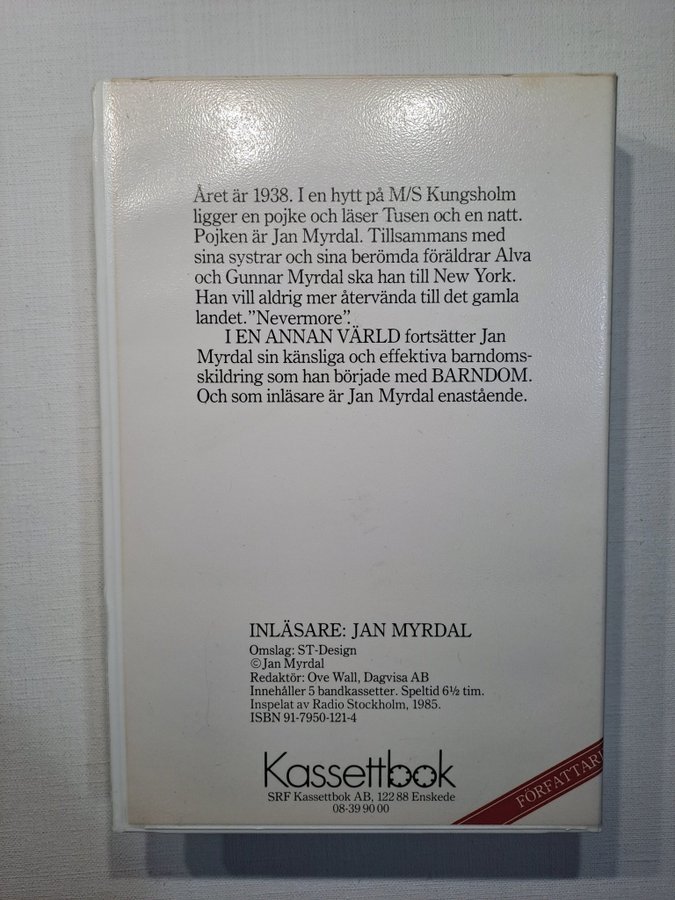 Året är 1938. I en hytt på M/S Kungsholm
ligger en pojke och läser Tusen och en natt.
Pojken är Jan Myrdal. Tillsammans med
sina systrar och sina berömda föräldrar Alva
och Gunnar Myrdal ska han till New York.
Han vill aldrig mer återvända till det gamla
landet."Nevermore".
I EN ANNAN VÄRLD fortsätter Jan
Myrdal sin känsliga och effektiva barndoms-
skildring som han började med BARNDOM.
Och som inläsare är Jan Myrdal enastående.
INLÄSARE: JAN MYRDAL
Omslag: ST-Design
©Jan Myrdal
Redaktör: Ove Wall, Dagvisa AB
Innehåller 5 bandkassetter. Speltid 6½ tim.
Inspelat av Radio Stockholm, 1985.
ISBN 91-7950-121-4
Kassettbok
SRF Kassettbok AB, 122 88 Enskede
08-39 90 00